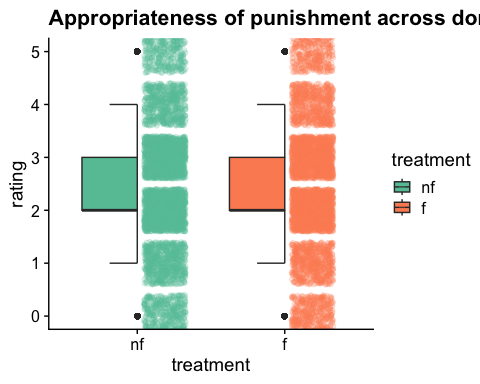 Appropriateness of punishment across dor
rating
5
4
3
2
1
0
nf
f
treatment
treatment
nf
f